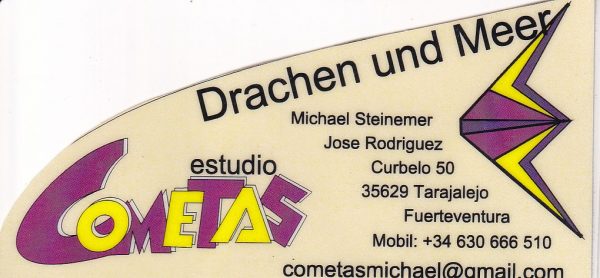 Drachen und Meer
Michael Steinemer
Jose Rodriguez
Curbelo 50
35629 Tarajalejo
Fuerteventura
Mobil: +34 630 666 510
cometasmichael@gmail.com
estudio
COMETAS